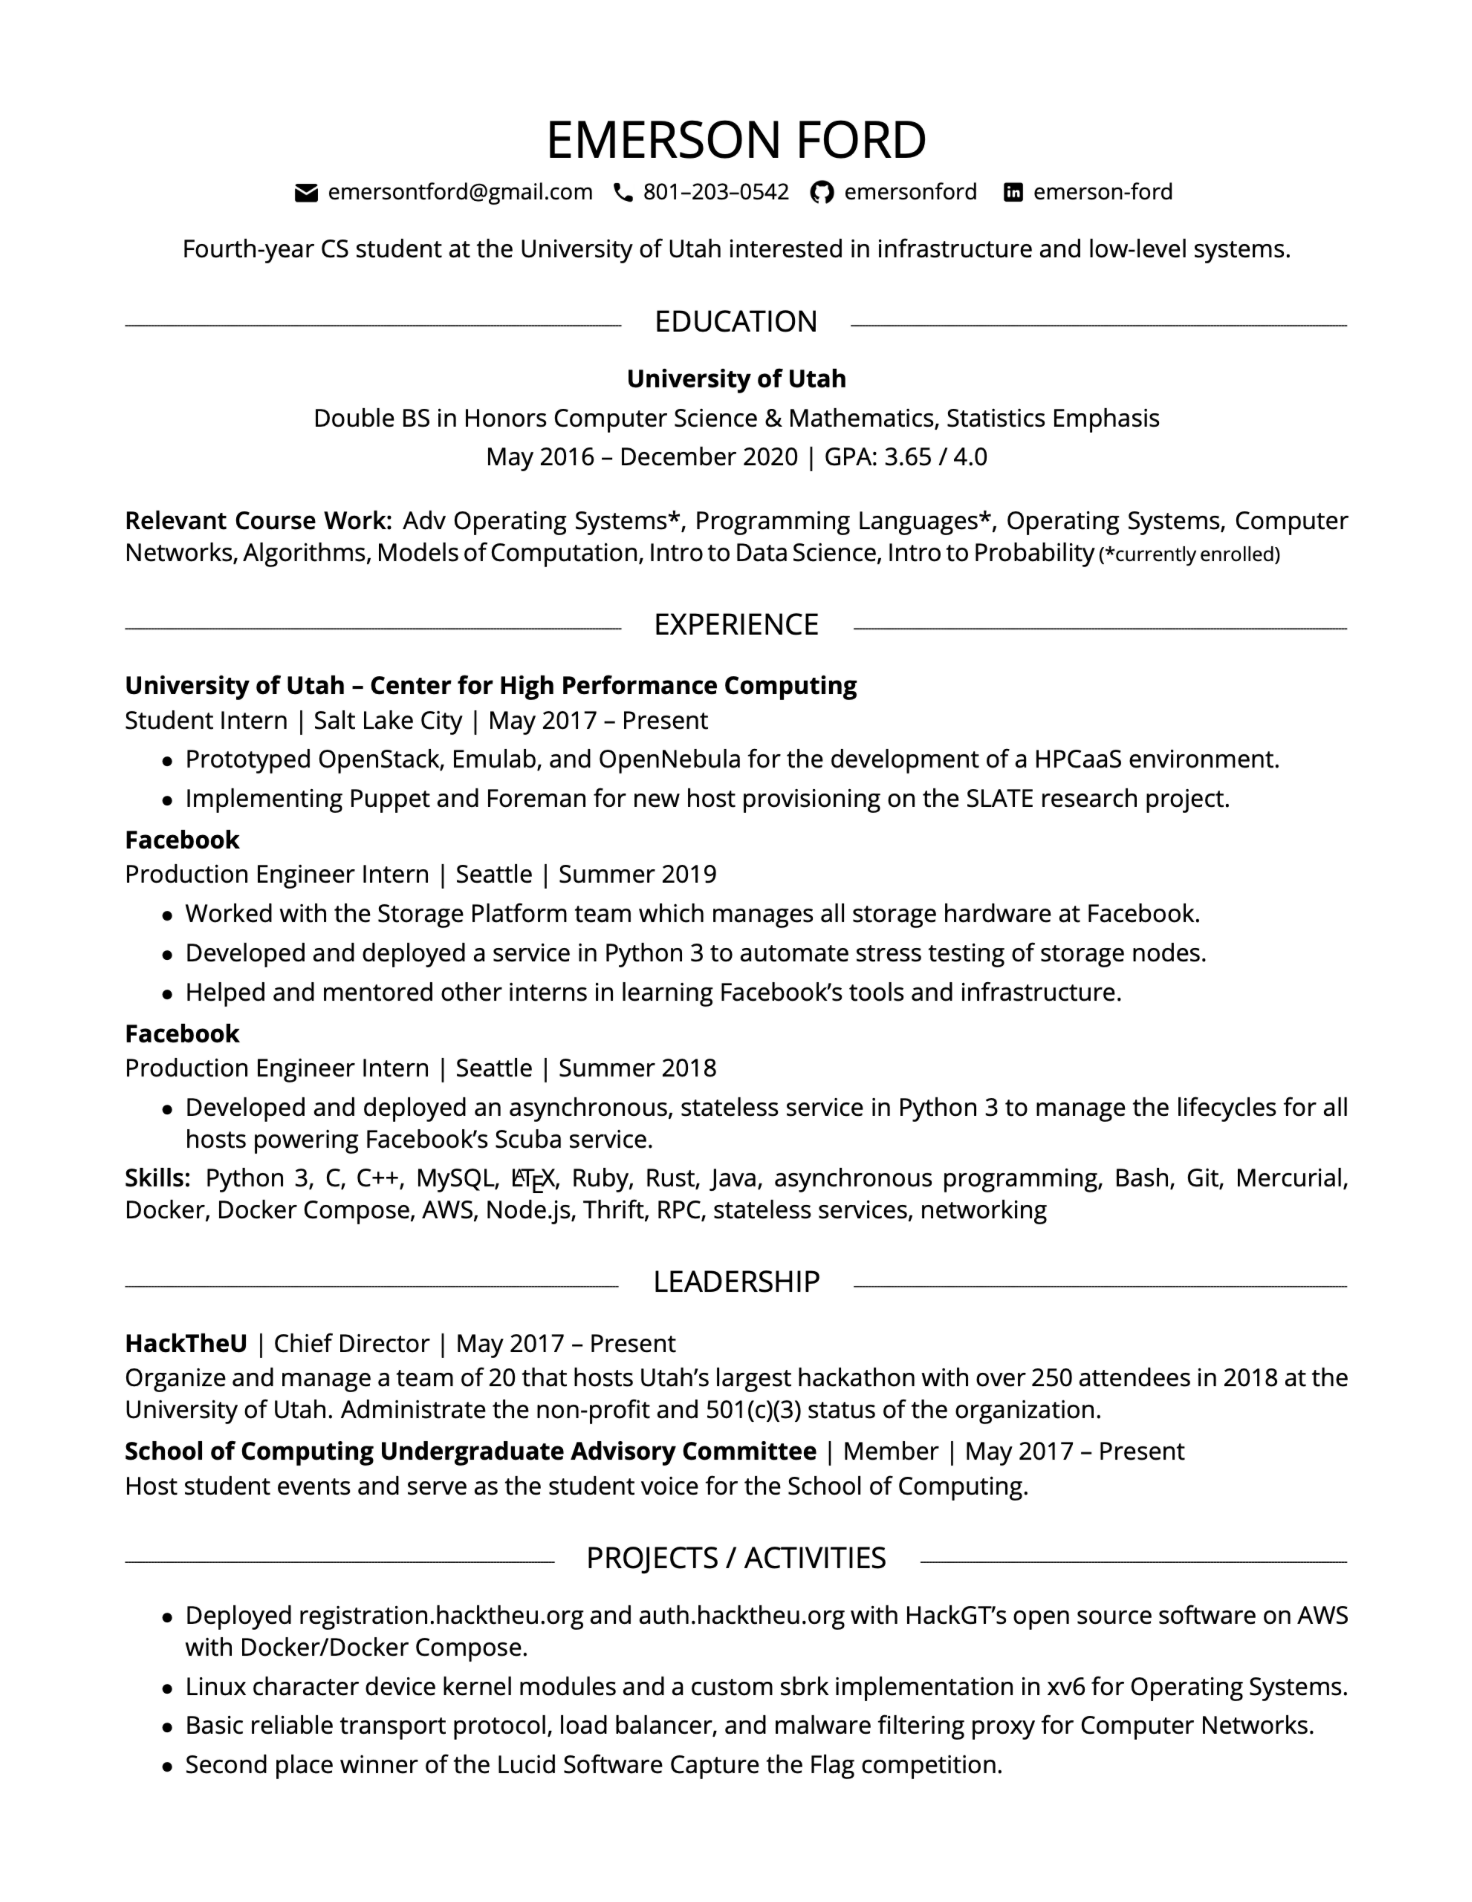 EMERSON FORD
emersontford@gmail.com 801–203–0542 emersonford emerson-ford
Fourth-year CS student at the University of Utah interested in infrastructure and low-level systems.
EDUCATION
University of Utah
Double BS in Honors Computer Science & Mathematics, Statistics Emphasis
May 2016 – December 2020 | GPA: 3.65 / 4.0
Relevant Course Work: Adv Operating Systems*, Programming Languages*, Operating Systems, Computer
Networks, Algorithms, Models of Computation, Intro to Data Science, Intro to Probability (*currently enrolled)
EXPERIENCE
University of Utah – Center for High Performance Computing
Student Intern | Salt Lake City | May 2017 – Present
• Prototyped OpenStack, Emulab, and OpenNebula for the development of a HPCaaS environment.
• Implementing Puppet and Foreman for new host provisioning on the SLATE research project.
Facebook
Production Engineer Intern | Seattle | Summer 2019
• Worked with the Storage Platform team which manages all storage hardware at Facebook.
• Developed and deployed a service in Python 3 to automate stress testing of storage nodes.
• Helped and mentored other interns in learning Facebook’s tools and infrastructure.
Facebook
Production Engineer Intern | Seattle | Summer 2018
• Developed and deployed an asynchronous, stateless service in Python 3 to manage the lifecycles for all
hosts powering Facebook’s Scuba service.
Skills: Python 3, C, C++, MySQL, LATEX, Ruby, Rust, Java, asynchronous programming, Bash, Git, Mercurial,
Docker, Docker Compose, AWS, Node.js, Thrift, RPC, stateless services, networking
LEADERSHIP
HackTheU | Chief Director | May 2017 – Present
Organize and manage a team of 20 that hosts Utah’s largest hackathon with over 250 attendees in 2018 at the
University of Utah. Administrate the non-profit and 501(c)(3) status of the organization.
School of Computing Undergraduate Advisory Committee | Member | May 2017 – Present
Host student events and serve as the student voice for the School of Computing.
PROJECTS / ACTIVITIES
• Deployed registration.hacktheu.org and auth.hacktheu.org with HackGT’s open source software on AWS
with Docker/Docker Compose.
• Linux character device kernel modules and a custom sbrk implementation in xv6 for Operating Systems.
• Basic reliable transport protocol, load balancer, and malware filtering proxy for Computer Networks.
• Second place winner of the Lucid Software Capture the Flag competition.